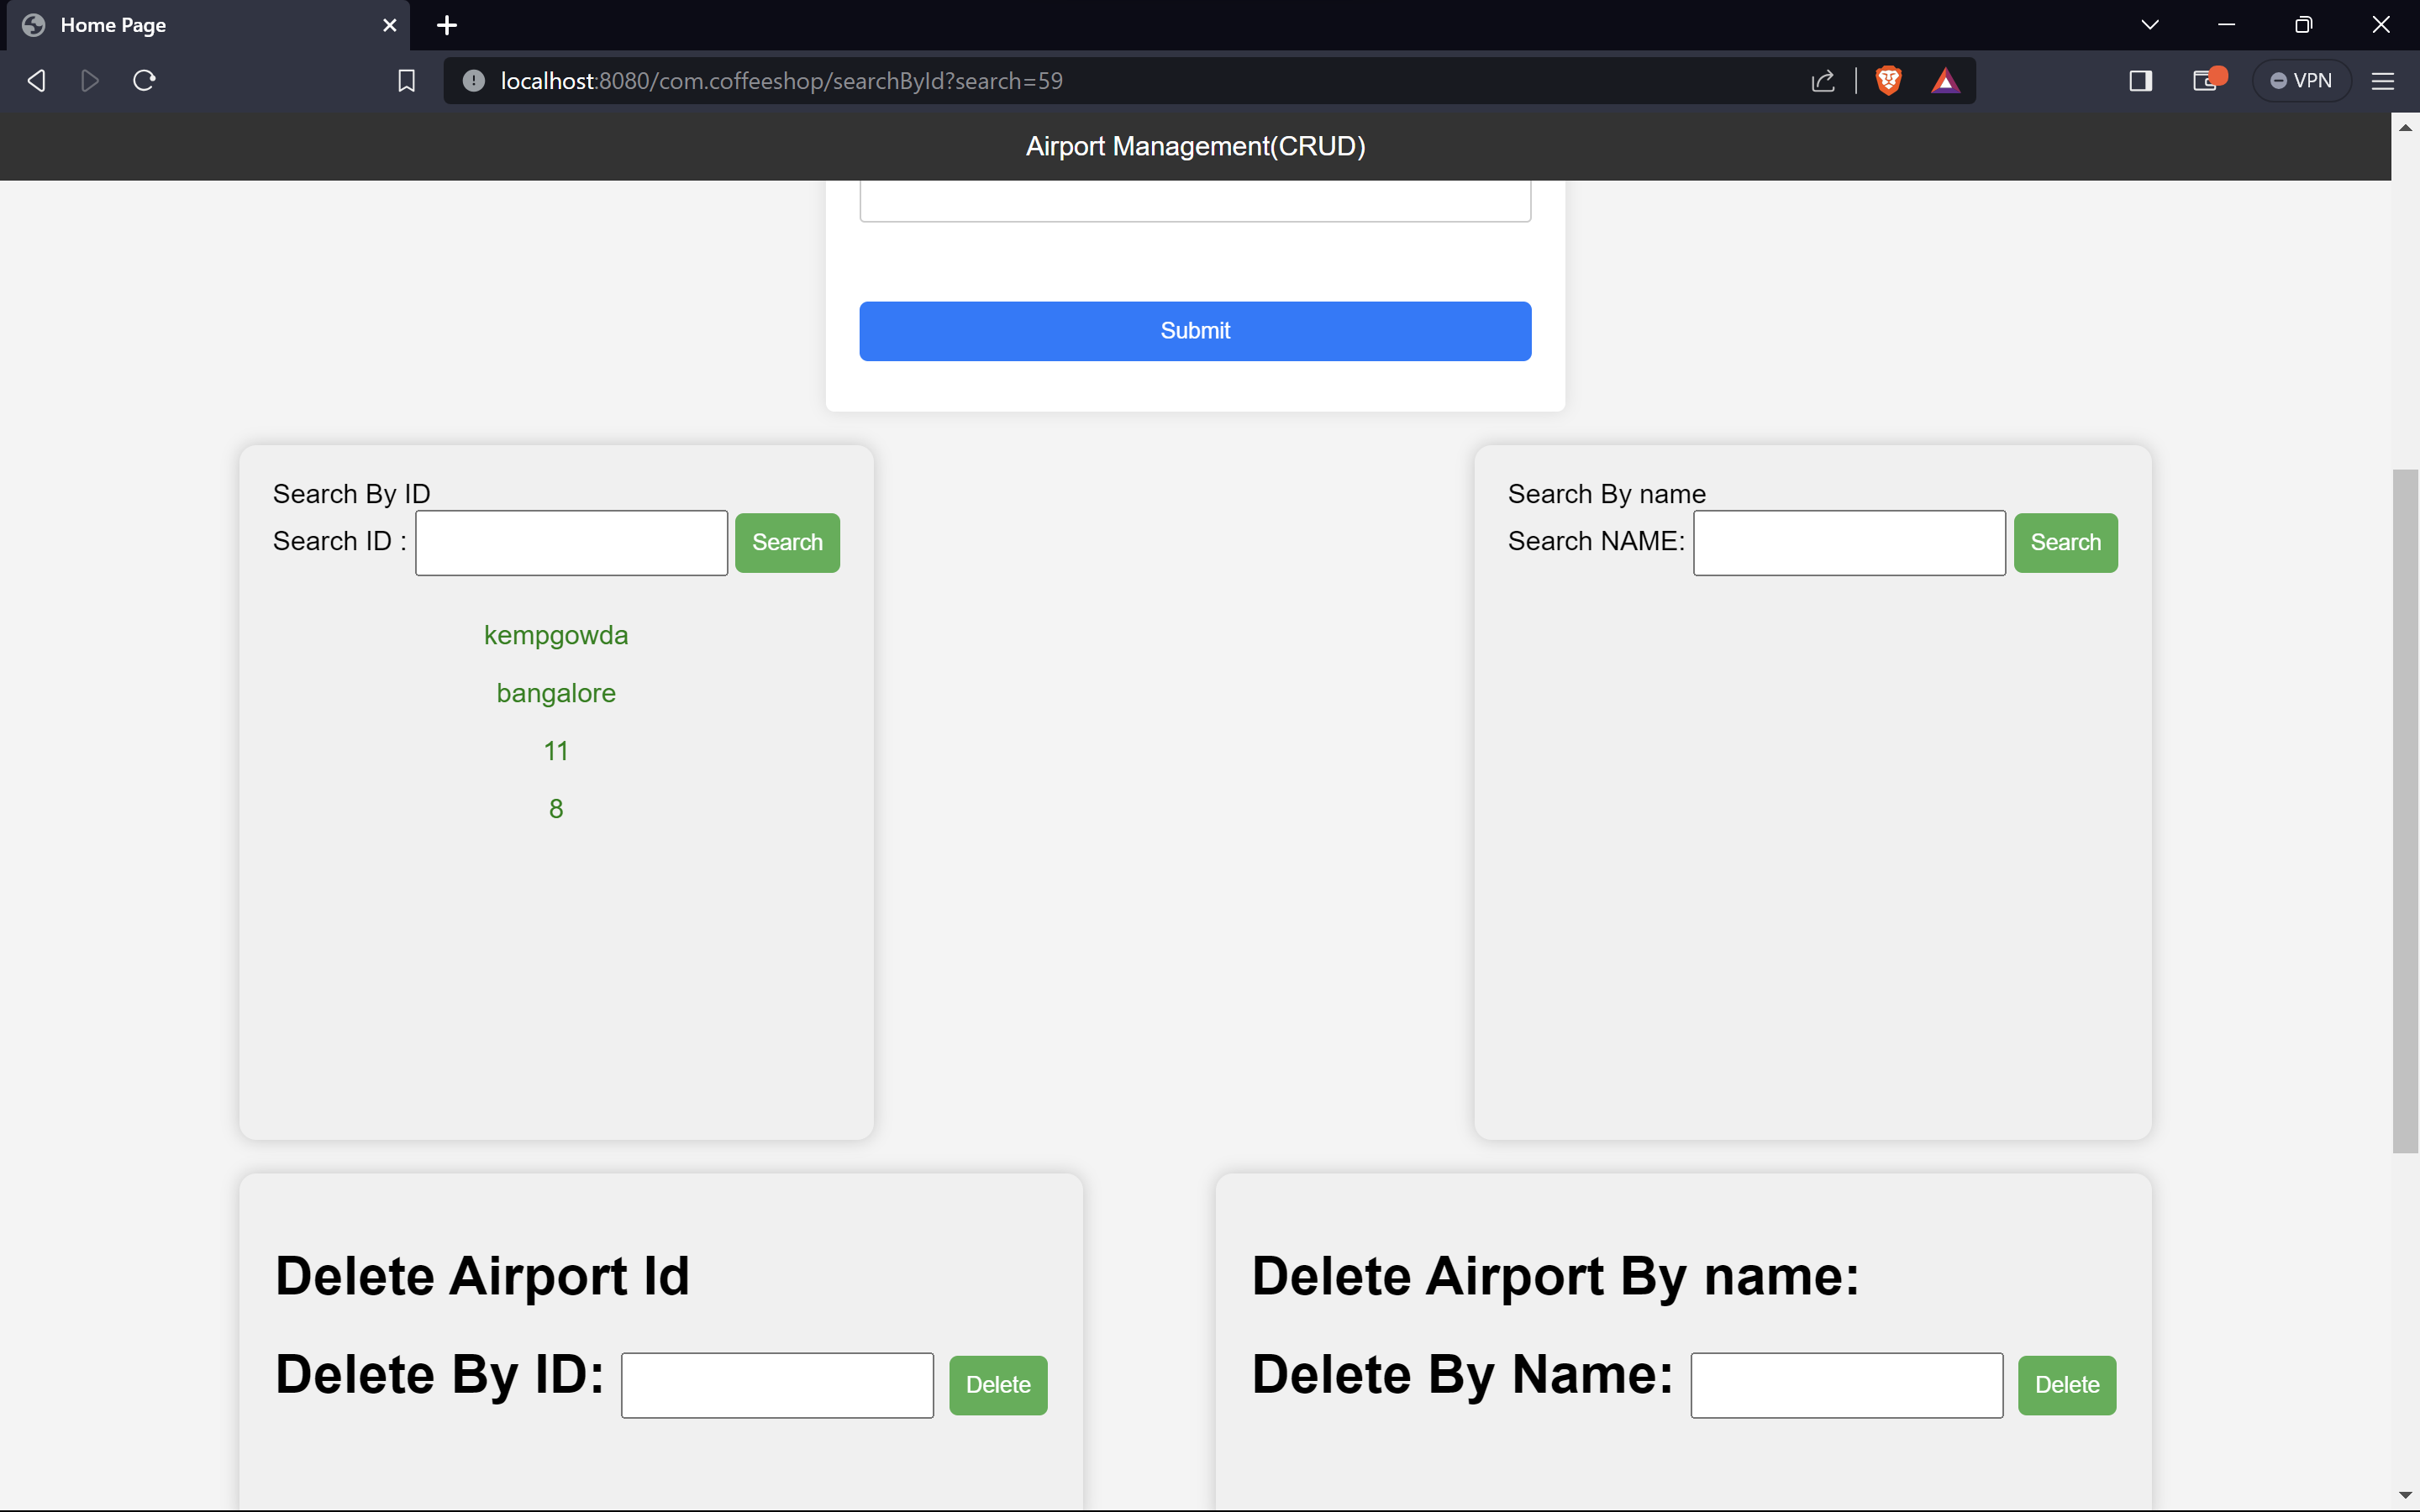 Home Page
localhost:8080/com.coffeeshop/searchById?search=59
VPN
Airport Management(CRUD)
Submit
Search By ID
Search ID :
Search
kempgowda
bangalore
11
8
Search By name
Search NAME:
Search
Delete Airport Id
Delete By ID:
Delete
Delete Airport By name:
Delete By Name:
Delete